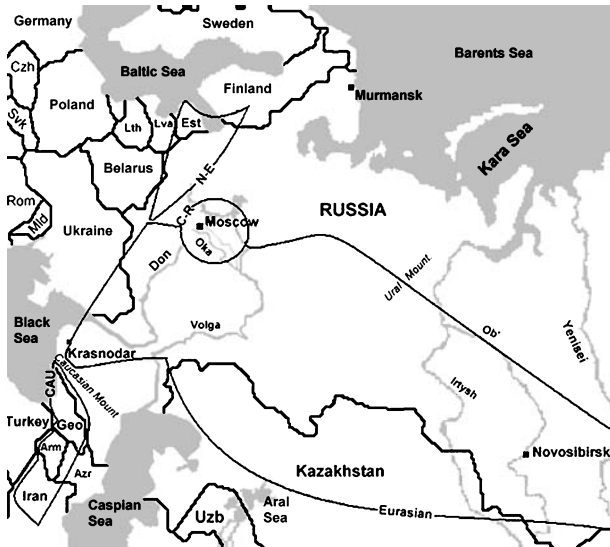 Germany
Sweden
Barents Sea
Czh
Baltic Sea
Finland
Poland
Murmansk
Svk
Lth
Lva
Est
Kara Sea
Belarus
N-E
Rom
Mld
C-R
RUSSIA
Moscow
Ukraine
Oka
Don
Ural Mount
Black
Sea
Volga
Ob'
Yenisei
Krasnodar
Caucasian Mount
CAU
Irtysh
Turkey
Geo
Arm
Novosibirsk
Azr
Kazakhstan
Iran
Caspian
Sea
Uzb
Aral
Sea
Eurasian